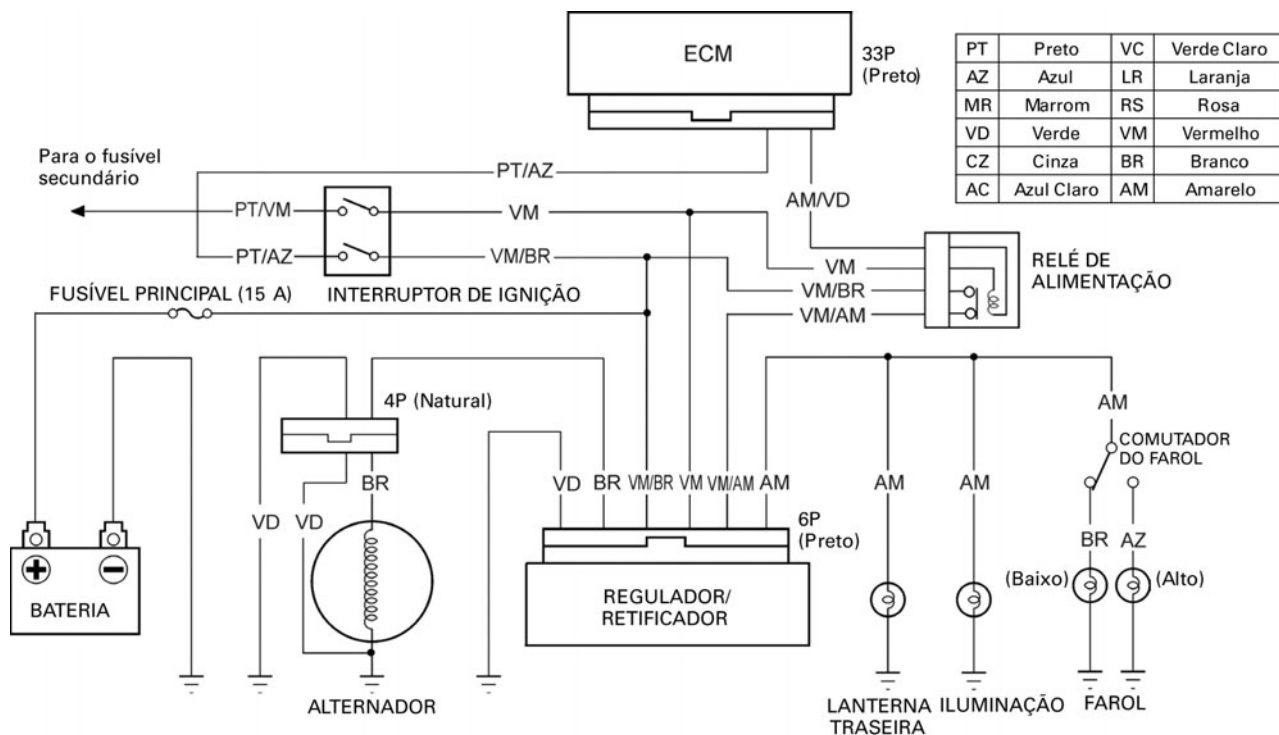 ECM
33P
(Preto)
PT Preto VC Verde Claro
AZ Azul LR Laranja
MR Marrom RS Rosa
VD Verde VM Vermelho
CZ Cinza BR Branco
AC Azul Claro AM Amarelo
Para o fusível
secundário
PT/AZ
AM/VD
PT/VM
VM
PT/AZ
VM/BR
VM
VM/BR
VM/AM
RELÉ DE
ALIMENTAÇÃO
FUSÍVEL PRINCIPAL (15 A)
INTERRUPTOR DE IGNIÇÃO
4P (Natural)
AM
COMUTADOR
DO FAROL
VD
VD
BR
VD BR VM/BR VM VM/AM AM
AM
AM
6P
(Preto)
BR
AZ
(Baixo)
(Alto)
BATERIA
REGULADOR/
RETIFICADOR
ALTERNADOR
LANTERNA
TRASEIRA
ILUMINAÇÃO
FAROL